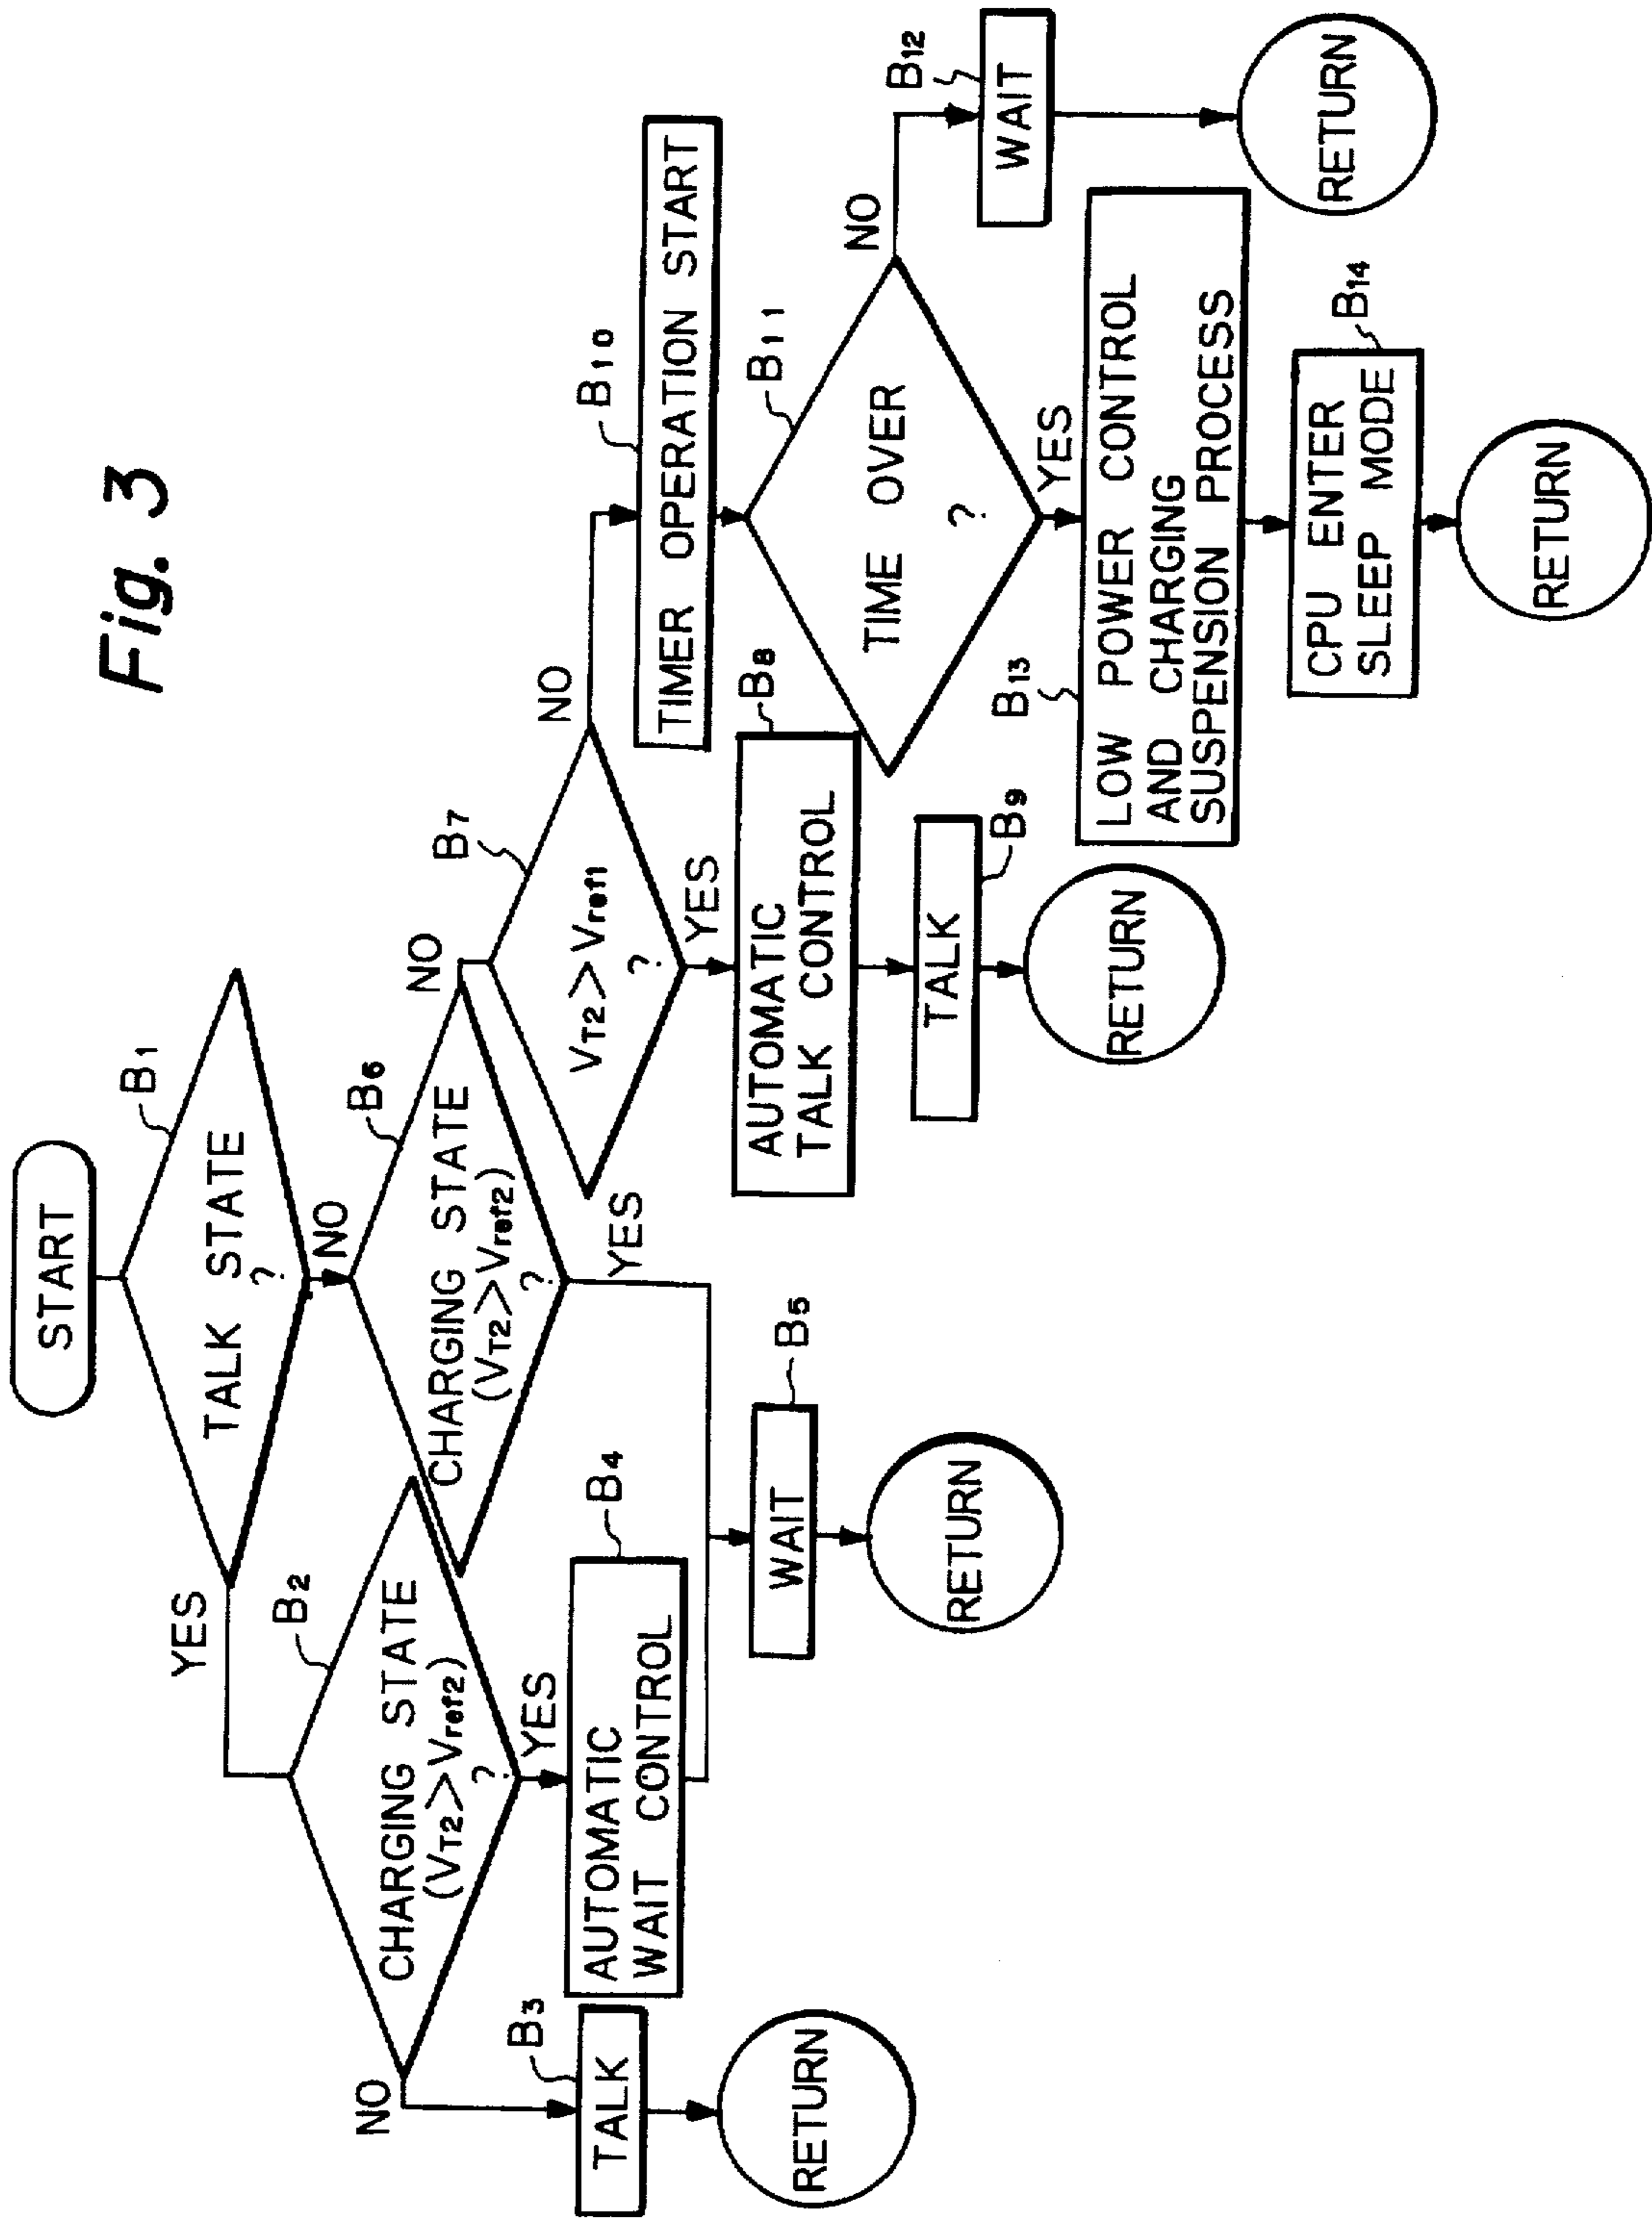 Fig. 3
START
B1
TALK STATE
?
YES
NO
B2
CHARGING STATE
(VT2>Vref2)
?
NO
YES
B3
TALK
RETURN
B4
AUTOMATIC
WAIT CONTROL
B5
WAIT
RETURN
B6
CHARGING STATE
(VT2>Vref2)
?
YES
NO
B7
VT2>Vref1
?
YES
NO
B8
AUTOMATIC
TALK CONTROL
B9
TALK
RETURN
B10
TIMER OPERATION START
B11
TIME OVER
?
NO
YES
B12
WAIT
RETURN
B13
LOW POWER CONTROL
AND CHARGING
SUSPENSION PROCESS
B14
CPU ENTER
SLEEP MODE
RETURN